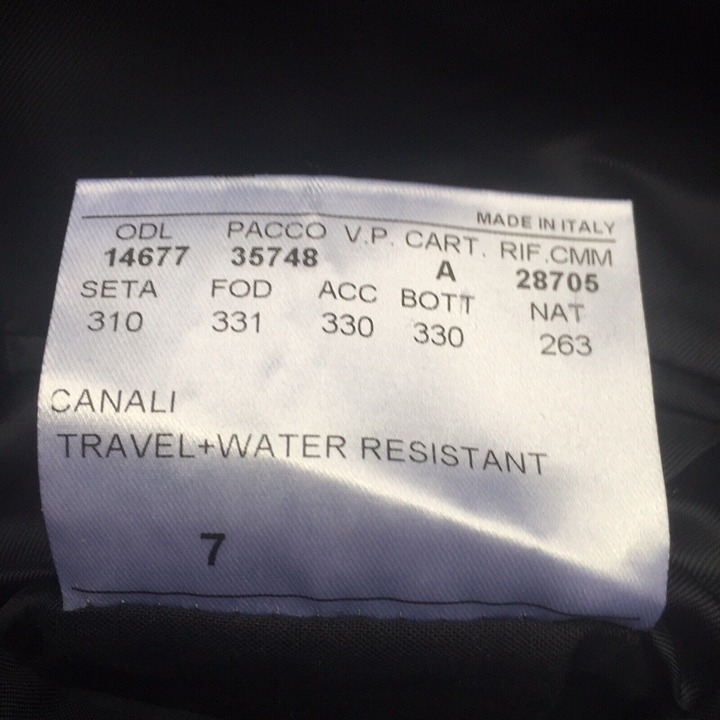 MADE IN ITALY
ODL PACCO V.P. CART. RIF.CMM
14677 35748 A 28705
SETA FOD ACC BOTT NAT
310 331 330 330 263
CANALI
TRAVEL+WATER RESISTANT
7